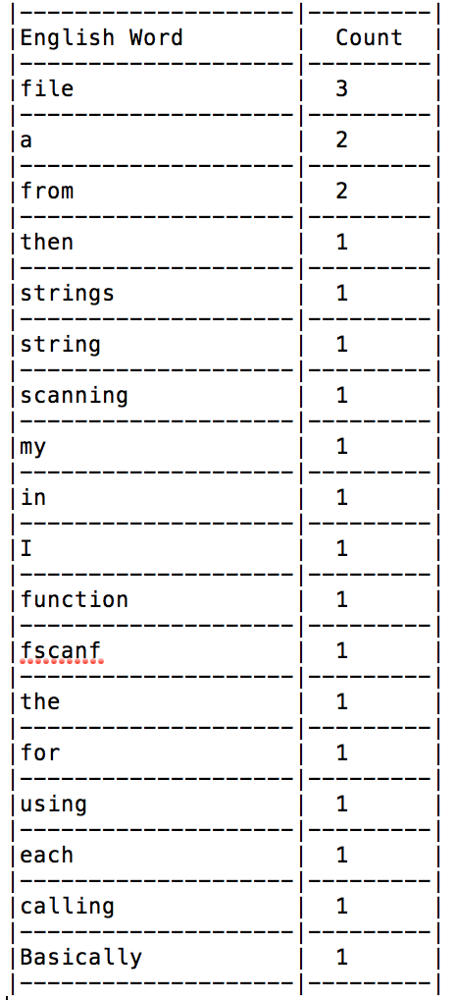 |--------------------|---------|
|English Word        |  Count  |
|--------------------|---------|
|file                |  3      |
|--------------------|---------|
|a                   |  2      |
|--------------------|---------|
|from                |  2      |
|--------------------|---------|
|then                |  1      |
|--------------------|---------|
|strings             |  1      |
|--------------------|---------|
|string              |  1      |
|--------------------|---------|
|scanning            |  1      |
|--------------------|---------|
|my                  |  1      |
|--------------------|---------|
|in                  |  1      |
|--------------------|---------|
|I                   |  1      |
|--------------------|---------|
|function            |  1      |
|--------------------|---------|
|fscanf              |  1      |
|--------------------|---------|
|the                 |  1      |
|--------------------|---------|
|for                 |  1      |
|--------------------|---------|
|using               |  1      |
|--------------------|---------|
|each                |  1      |
|--------------------|---------|
|calling             |  1      |
|--------------------|---------|
|Basically           |  1      |
|--------------------|---------|